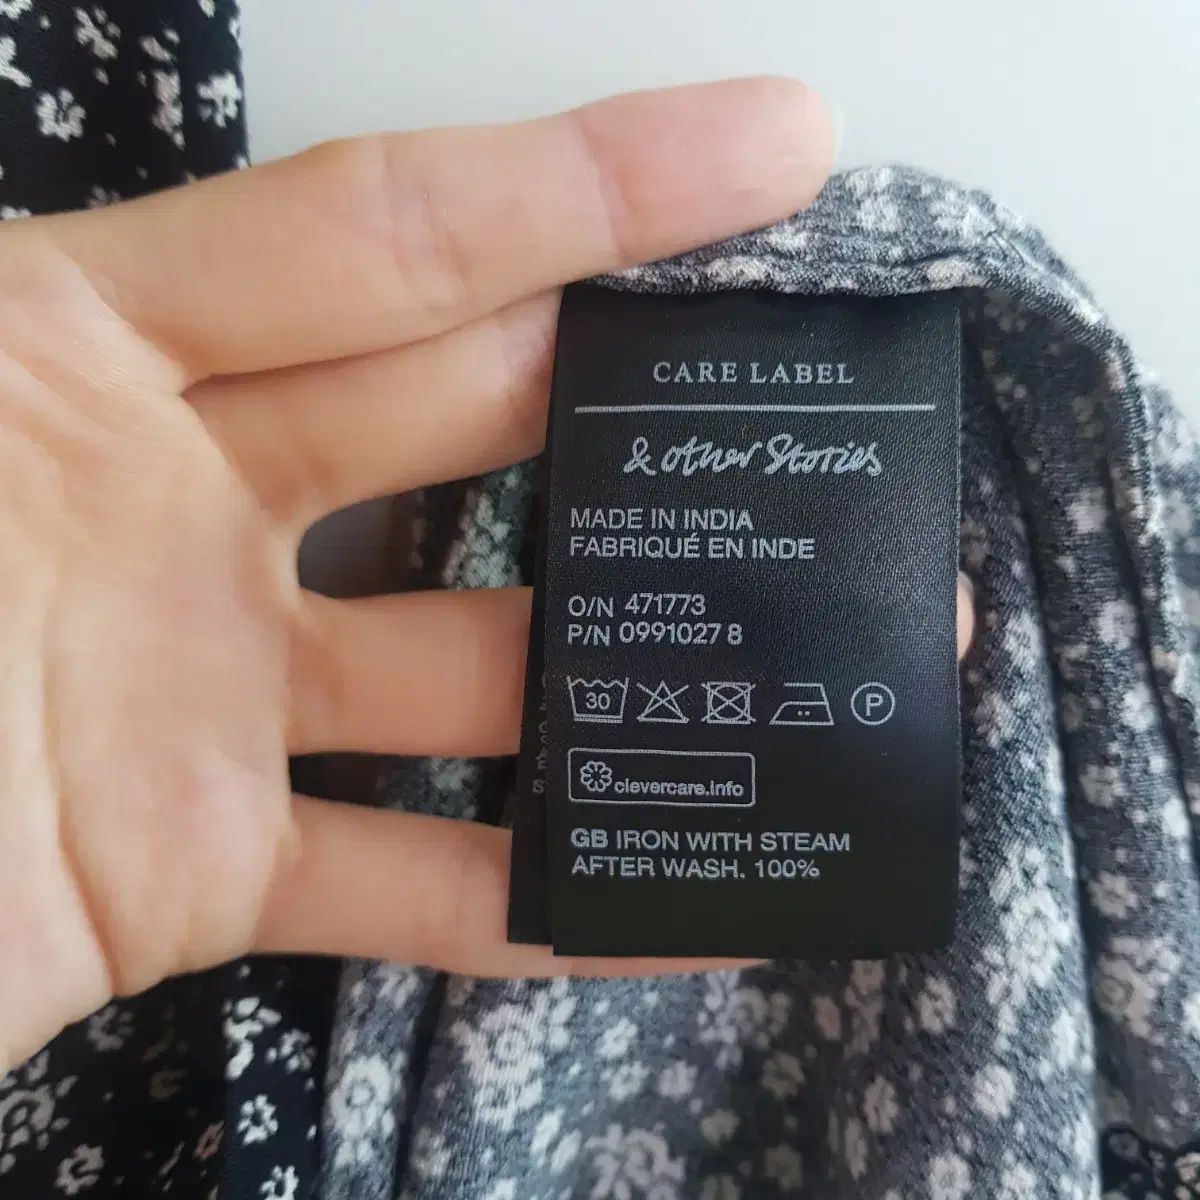 CARE LABEL
& other Stories
MADE IN INDIA
FABRIQUÉ EN INDE
O/N 471773
P/N 0991027 8
30
P
clevercare.info
GB IRON WITH STEAM
AFTER WASH. 100%